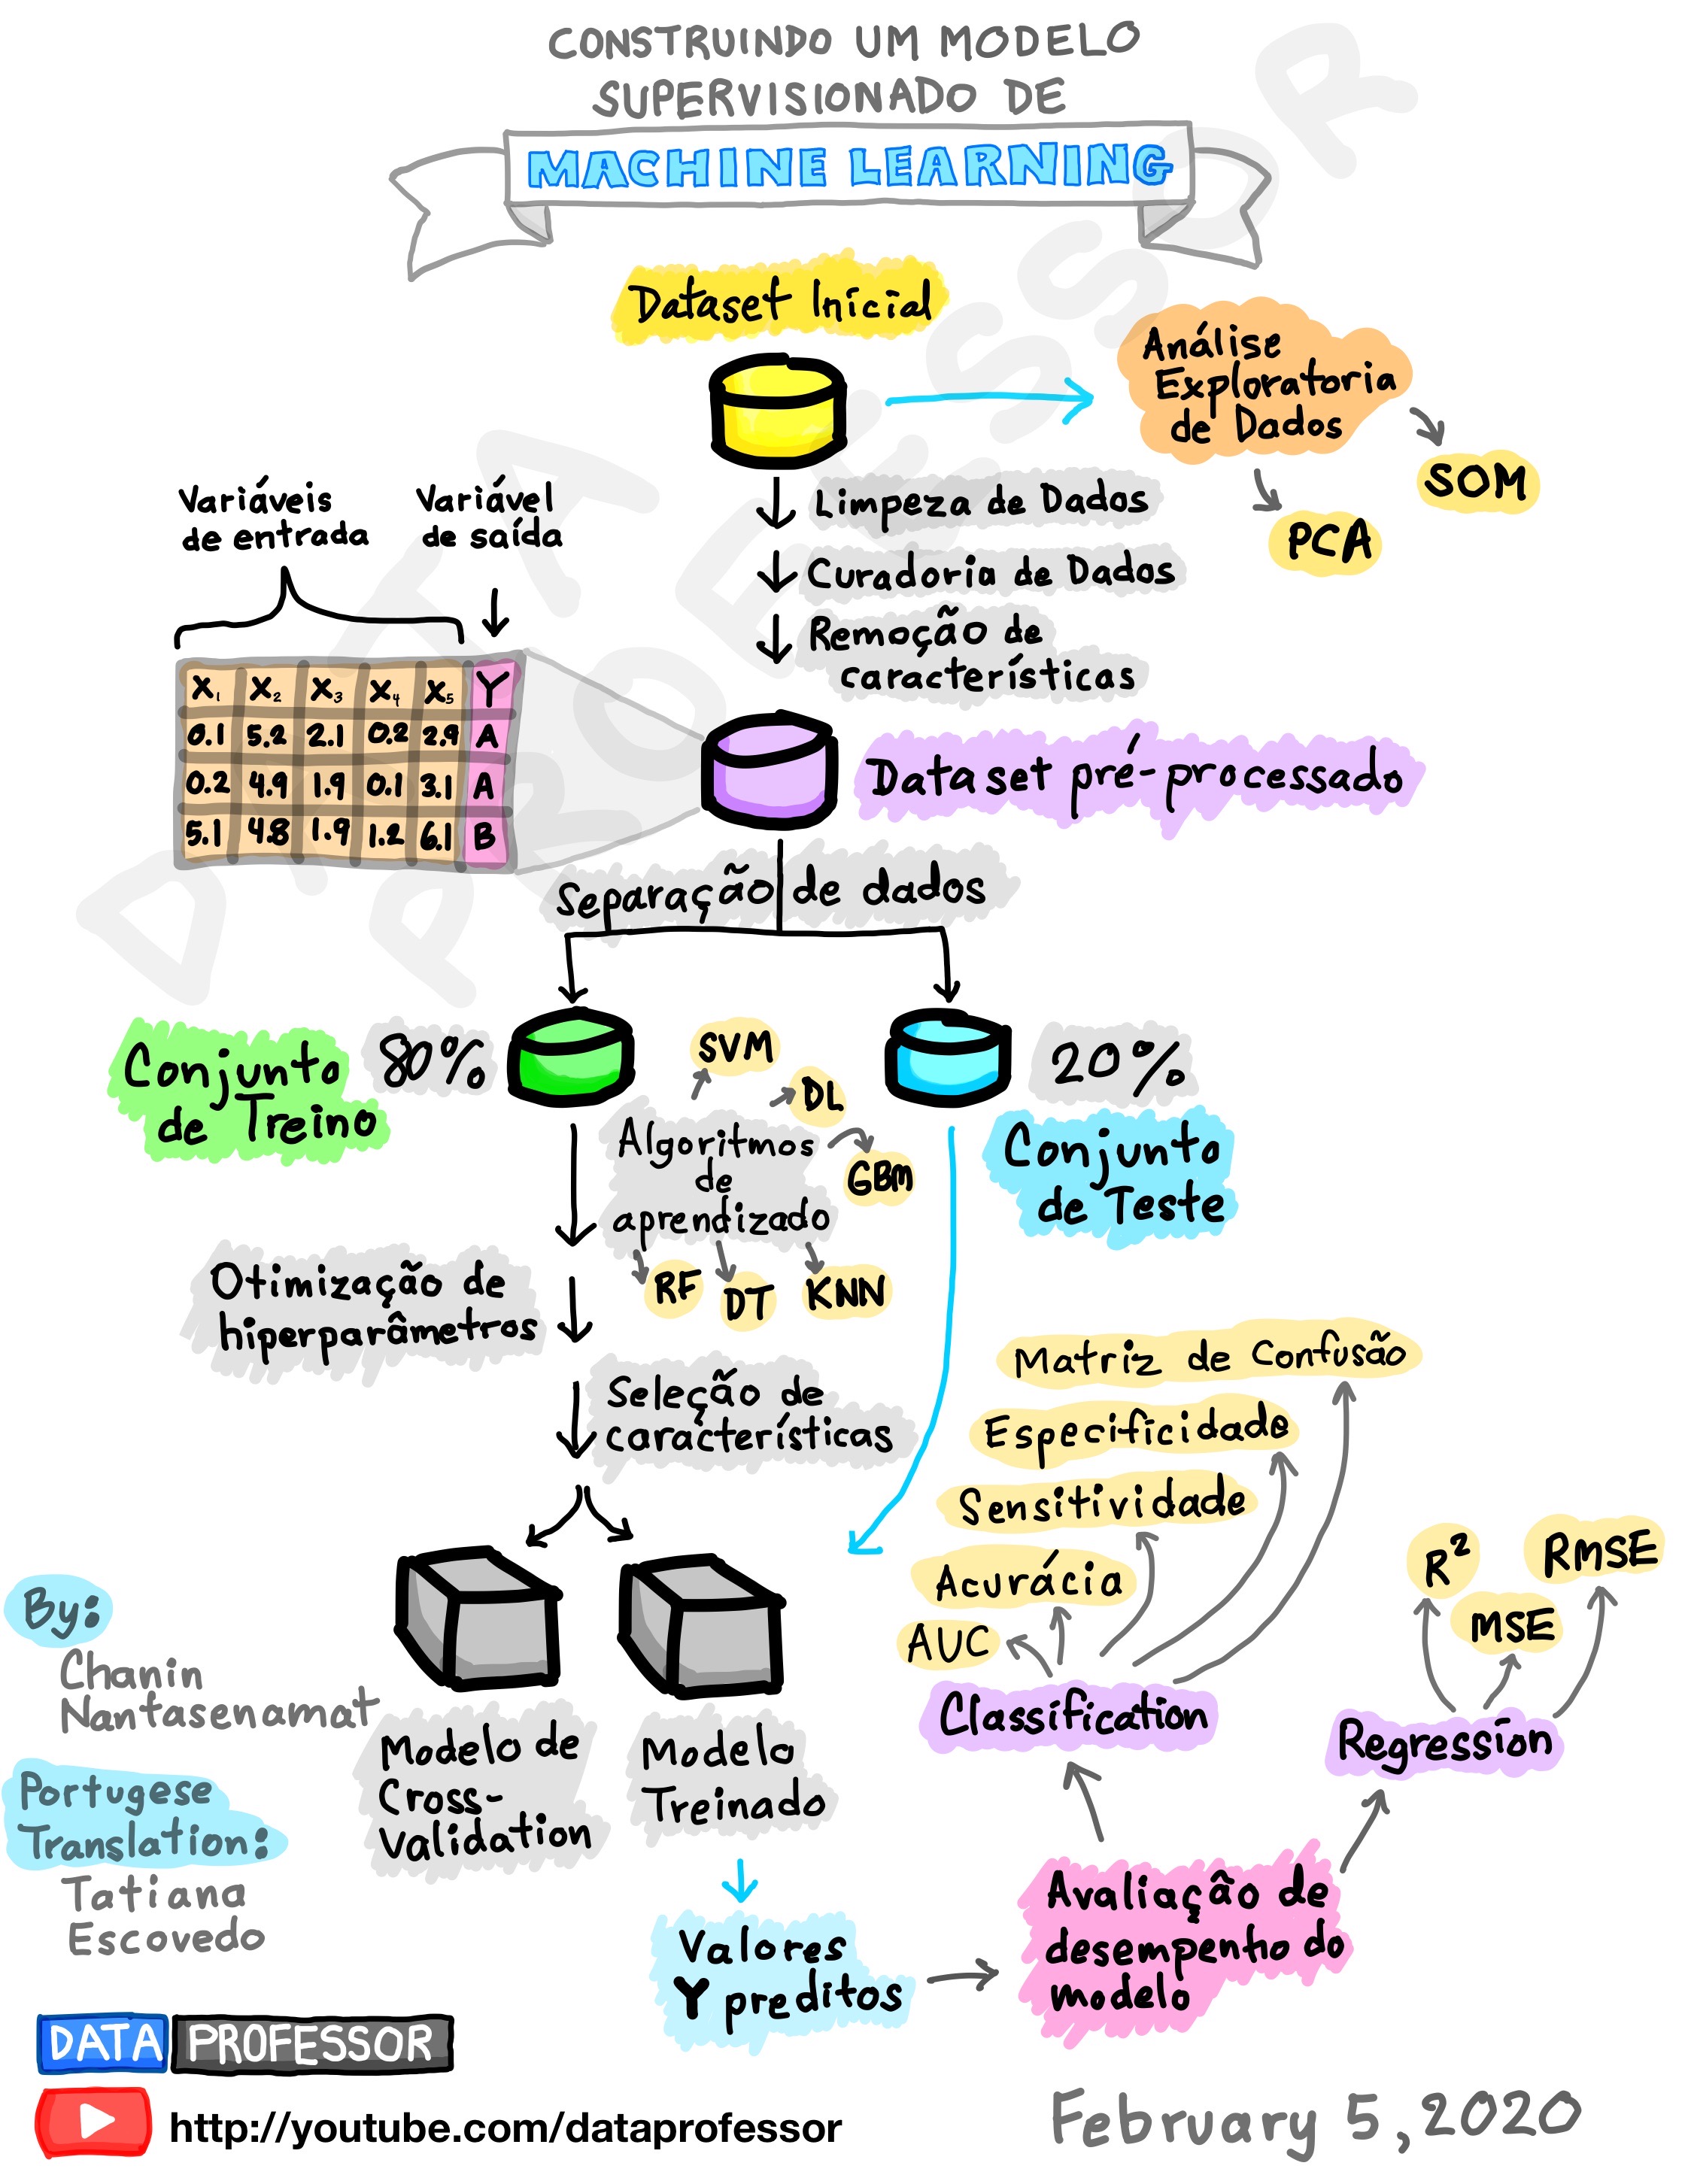 CONSTRUINDO UM MODELO
SUPERVISIONADO DE
MACHINE LEARNING
Dataset Inicial
Análise
Exploratoria
de Dados
SOM
PCA
Limpeza de Dados
Curadoria de Dados
Remoção de
características
Variáveis
de entrada
Variável
de saída
X1 X2 X3 X4 X5 Y
0.1 5.2 2.1 0.2 2.9 A
0.2 4.9 1.9 0.1 3.1 A
5.1 4.8 1.9 1.2 6.1 B
Dataset pré-processado
Separação de dados
Conjunto
de Treino
80%
20%
Conjunto
de Teste
SVM
DL
GBM
Algoritmos
de
aprendizado
RF
DT
KNN
Otimização de
hiperparâmetros
Seleção de
características
Modelo de
Cross-
Validation
Modelo
Treinado
Valores
Y preditos
Avaliação de
desempenho do
modelo
Classification
AUC
Acurácia
Sensitividade
Especificidade
Matriz de Confusão
Regression
R²
MSE
RMSE
By:
Chanin
Nantasenamat
Portugese
Translation:
Tatiana
Escovedo
DATA PROFESSOR
http://youtube.com/dataprofessor
February 5, 2020
DATA
PROFESSOR